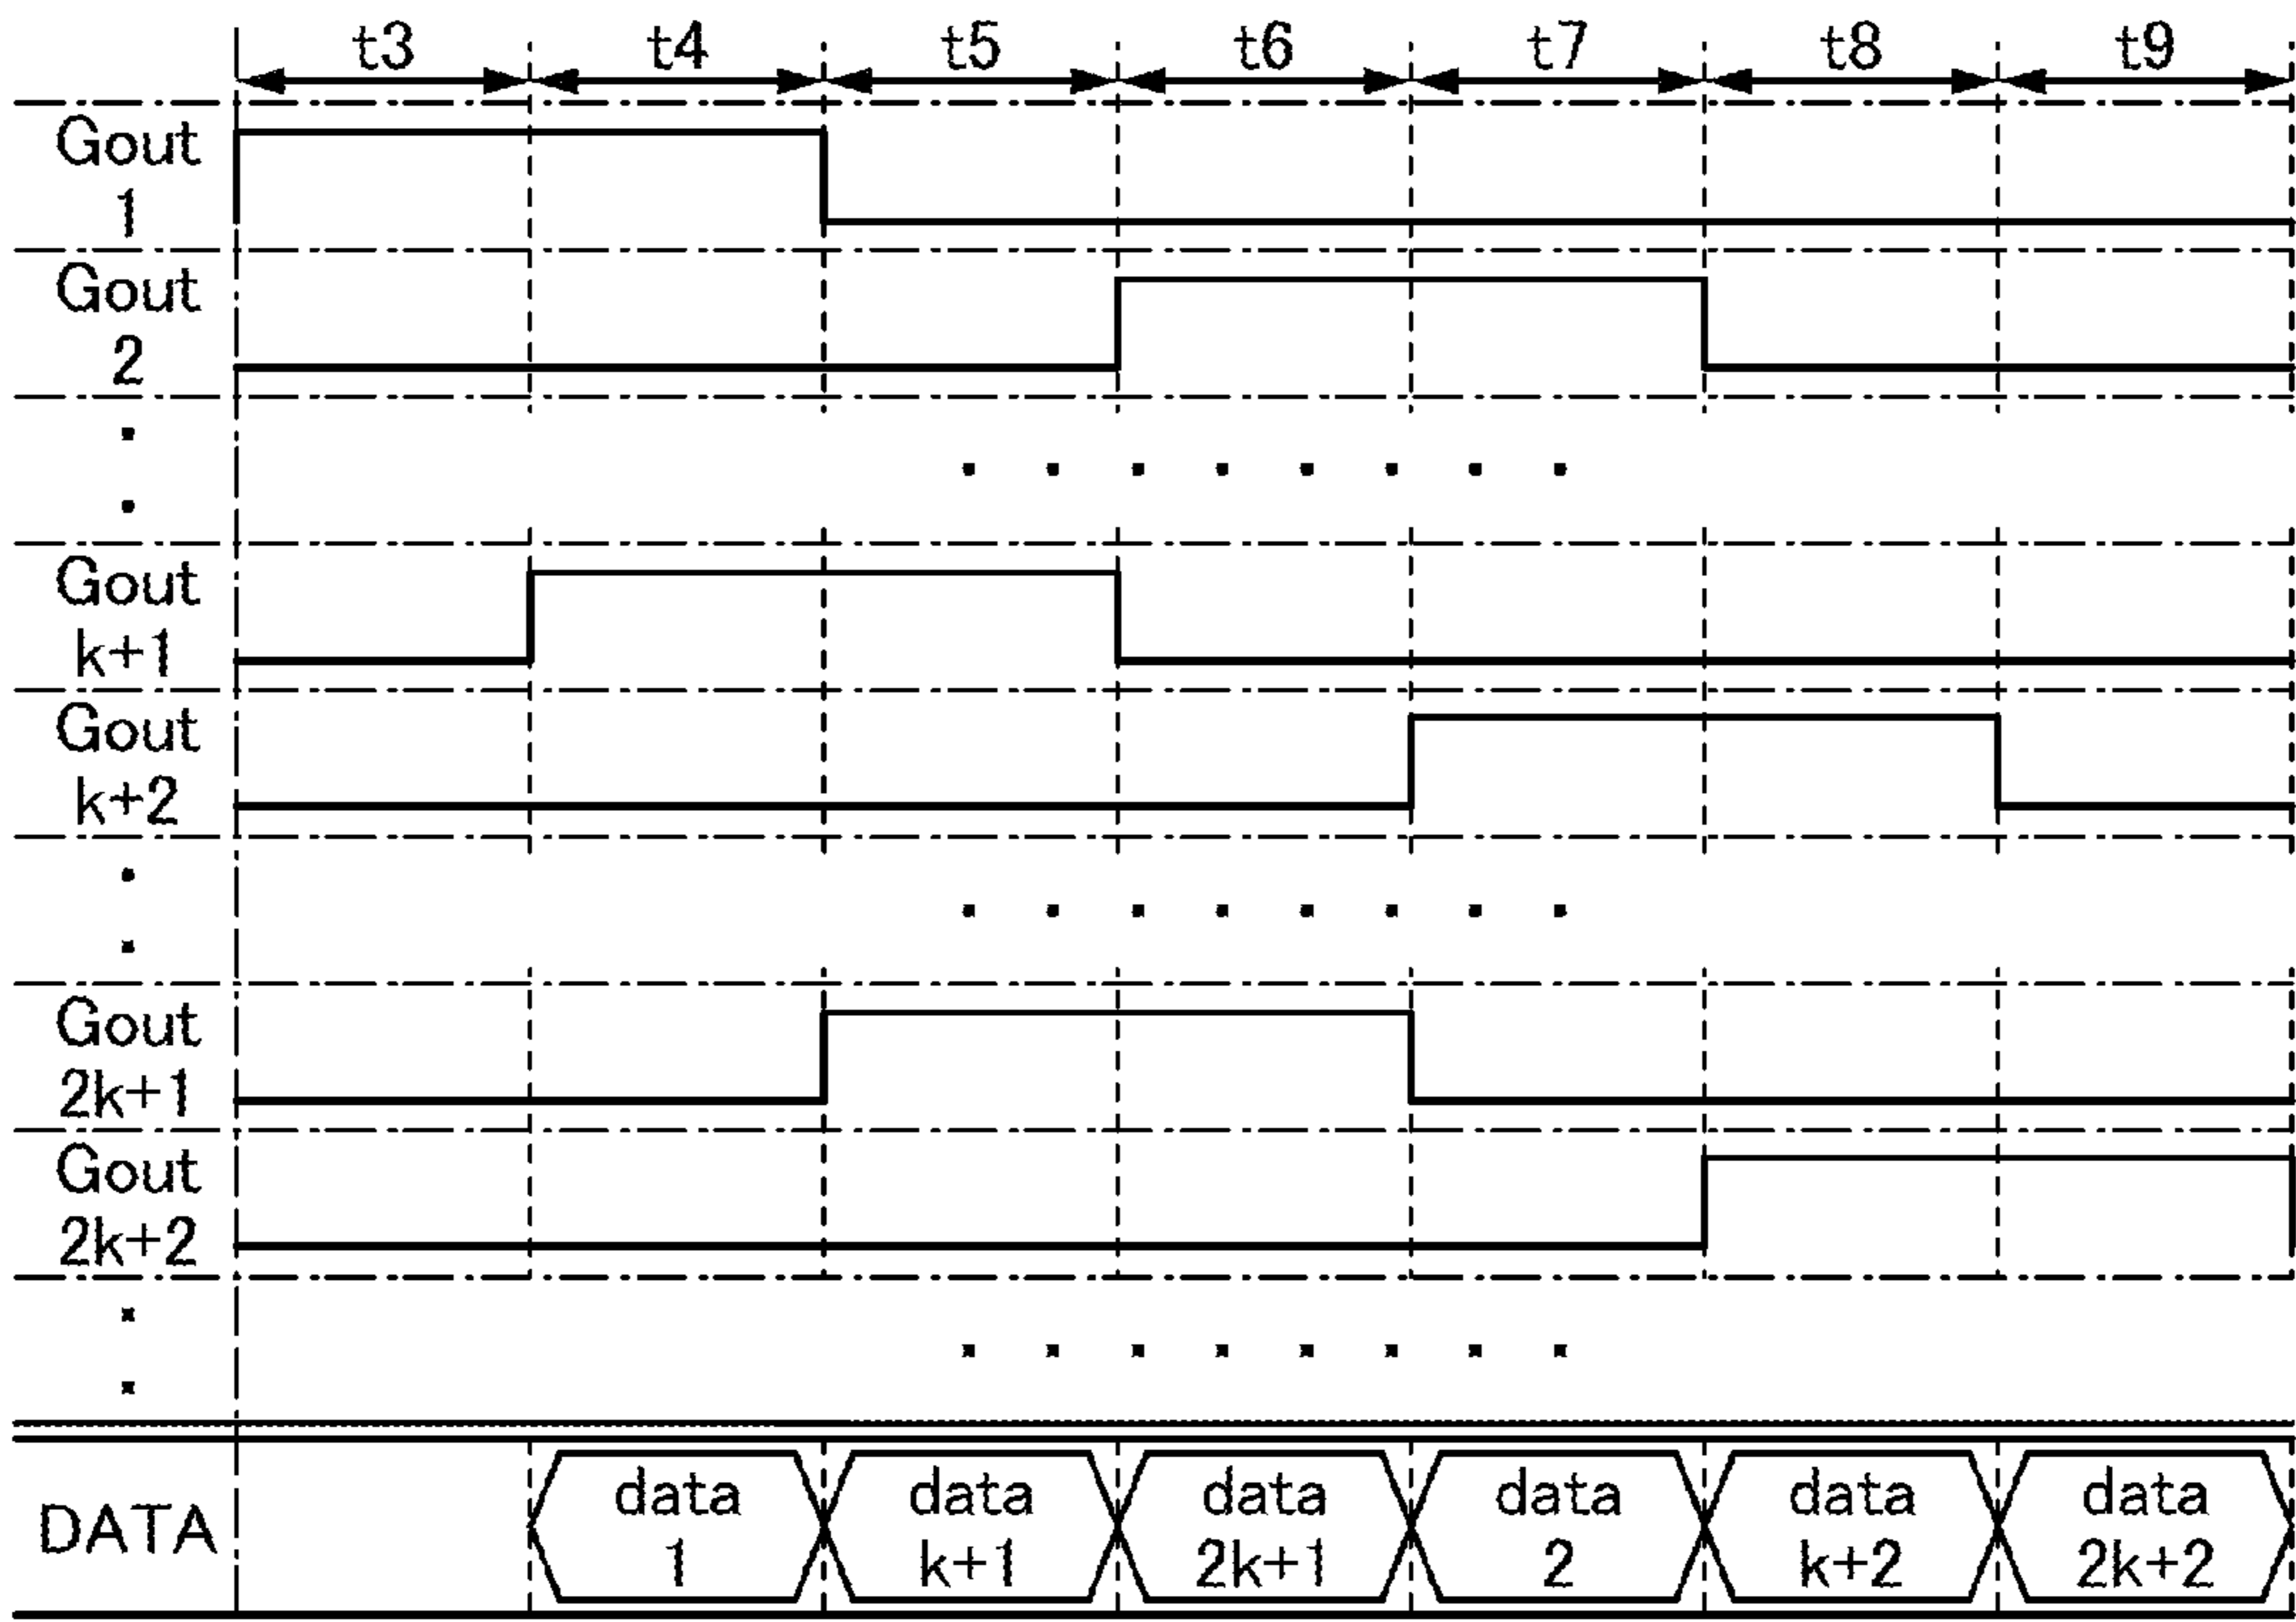 t3 t4 t5 t6 t7 t8 t9
Gout
1
Gout
2
Gout
k+1
Gout
k+2
Gout
2k+1
Gout
2k+2
DATA
data
1
data
k+1
data
2k+1
data
2
data
k+2
data
2k+2